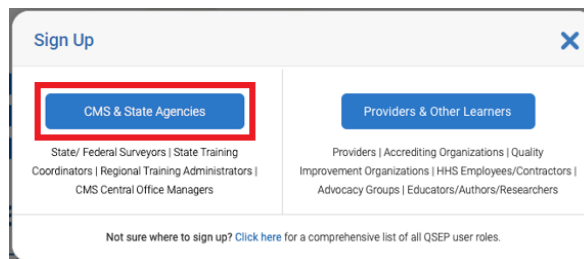 Sign Up
CMS & State Agencies
State/ Federal Surveyors | State Training
Coordinators | Regional Training Administrators |
CMS Central Office Managers
Providers & Other Learners
Providers | Accrediting Organizations | Quality
Improvement Organizations | HHS Employees/Contractors |
Advocacy Groups | Educators/Authors/Researchers
Not sure where to sign up? Click here for a comprehensive list of all QSEP user roles.